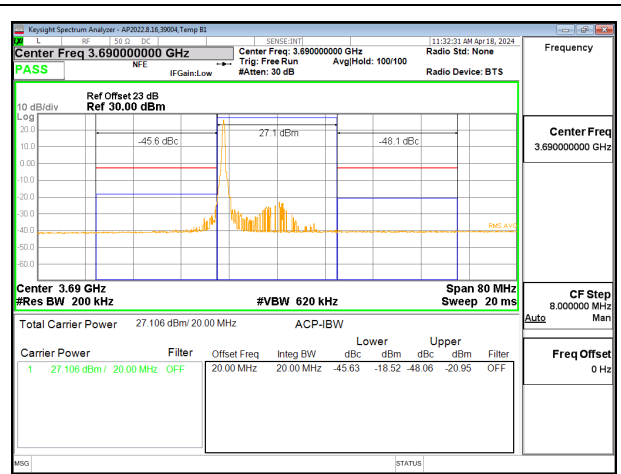 Keysight Spectrum Analyzer - AP2022.8.16,39004,Temp B1
L RF 50 Ω DC SENSE:INT 11:32:31 AM Apr 18, 2024
Center Freq 3.690000000 GHz
PASS
NFE
IFGain:Low
Center Freq: 3.690000000 GHz
Trig: Free Run Avg|Hold: 100/100
#Atten: 30 dB
Radio Std: None
Radio Device: BTS
Ref Offset 23 dB
10 dB/div Ref 30.00 dBm
Log
20.0
10.0
0.00
-10.0
-20.0
-30.0
-40.0
-50.0
-60.0
-45.6 dBc
27.1 dBm
-48.1 dBc
RMS AVG
Center 3.69 GHz Span 80 MHz
#Res BW 200 kHz #VBW 620 kHz Sweep 20 ms
Total Carrier Power 27.106 dBm/ 20.00 MHz ACP-IBW
Lower Upper
Carrier Power Filter Offset Freq Integ BW dBc dBm dBc dBm Filter
1 27.106 dBm / 20.00 MHz OFF 20.00 MHz 20.00 MHz -45.63 -18.52 -48.06 -20.95 OFF
MSG STATUS
Frequency
Center Freq
3.690000000 GHz
CF Step
8.000000 MHz
Auto Man
Freq Offset
0 Hz